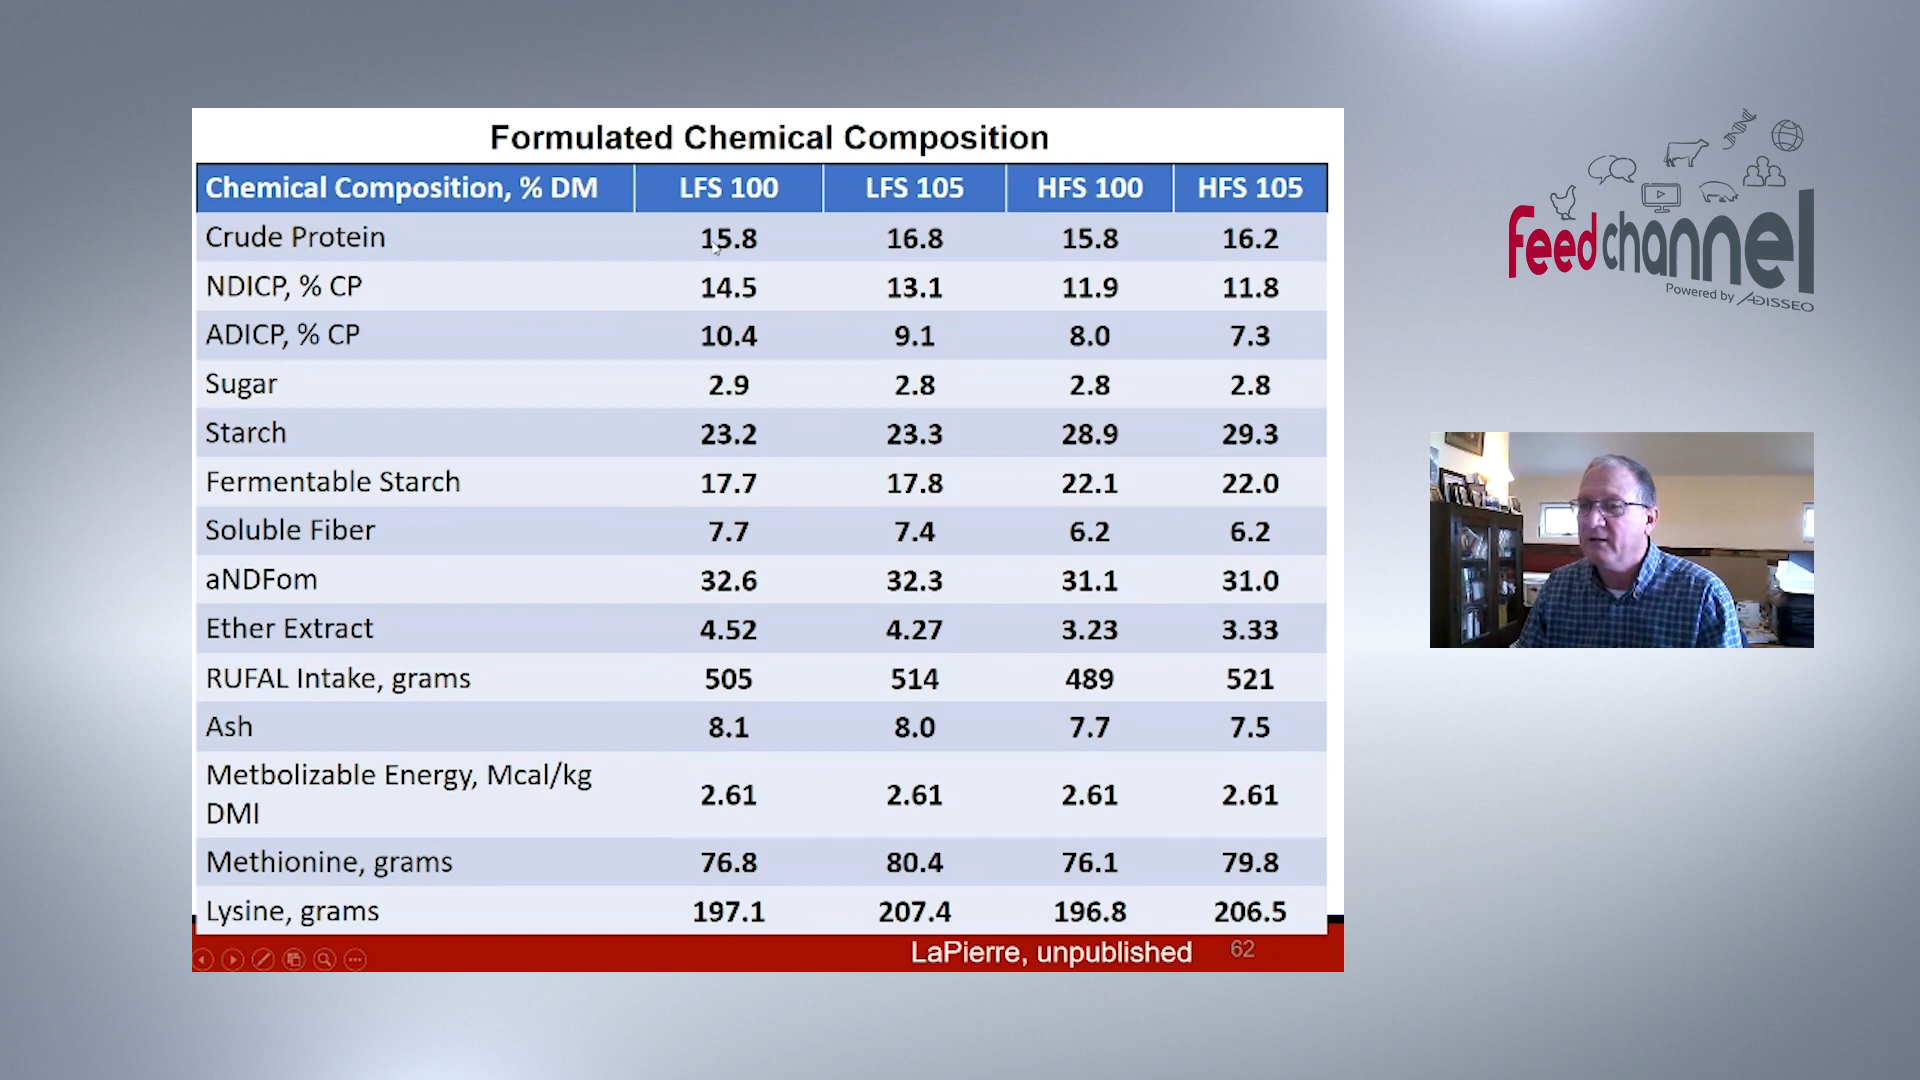 Formulated Chemical Composition
Chemical Composition, % DM LFS 100 LFS 105 HFS 100 HFS 105
Crude Protein 15.8 16.8 15.8 16.2
NDICP, % CP 14.5 13.1 11.9 11.8
ADICP, % CP 10.4 9.1 8.0 7.3
Sugar 2.9 2.8 2.8 2.8
Starch 23.2 23.3 28.9 29.3
Fermentable Starch 17.7 17.8 22.1 22.0
Soluble Fiber 7.7 7.4 6.2 6.2
aNDFom 32.6 32.3 31.1 31.0
Ether Extract 4.52 4.27 3.23 3.33
RUFAL Intake, grams 505 514 489 521
Ash 8.1 8.0 7.7 7.5
Metbolizable Energy, Mcal/kg
DMI 2.61 2.61 2.61 2.61
Methionine, grams 76.8 80.4 76.1 79.8
Lysine, grams 197.1 207.4 196.8 206.5
LaPierre, unpublished 62
feedchannel
Powered by ADISSEO